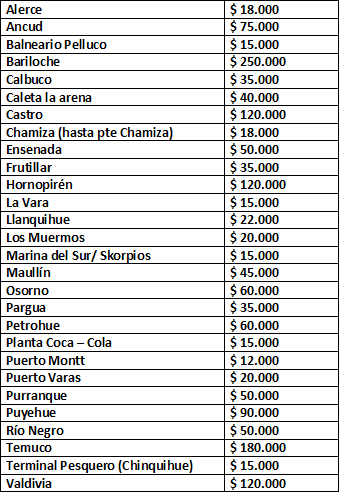 Alerce $ 18.000
Ancud $ 75.000
Balneario Pelluco $ 15.000
Bariloche $ 250.000
Calbuco $ 35.000
Caleta la arena $ 40.000
Castro $ 120.000
Chamiza (hasta pte Chamiza) $ 18.000
Ensenada $ 50.000
Frutillar $ 35.000
Hornopirén $ 120.000
La Vara $ 15.000
Llanquihue $ 22.000
Los Muermos $ 20.000
Marina del Sur/ Skorpios $ 15.000
Maullín $ 45.000
Osorno $ 60.000
Pargua $ 35.000
Petrohue $ 60.000
Planta Coca – Cola $ 15.000
Puerto Montt $ 12.000
Puerto Varas $ 20.000
Purranque $ 50.000
Puyehue $ 90.000
Río Negro $ 50.000
Temuco $ 180.000
Terminal Pesquero (Chinquihue) $ 15.000
Valdivia $ 120.000